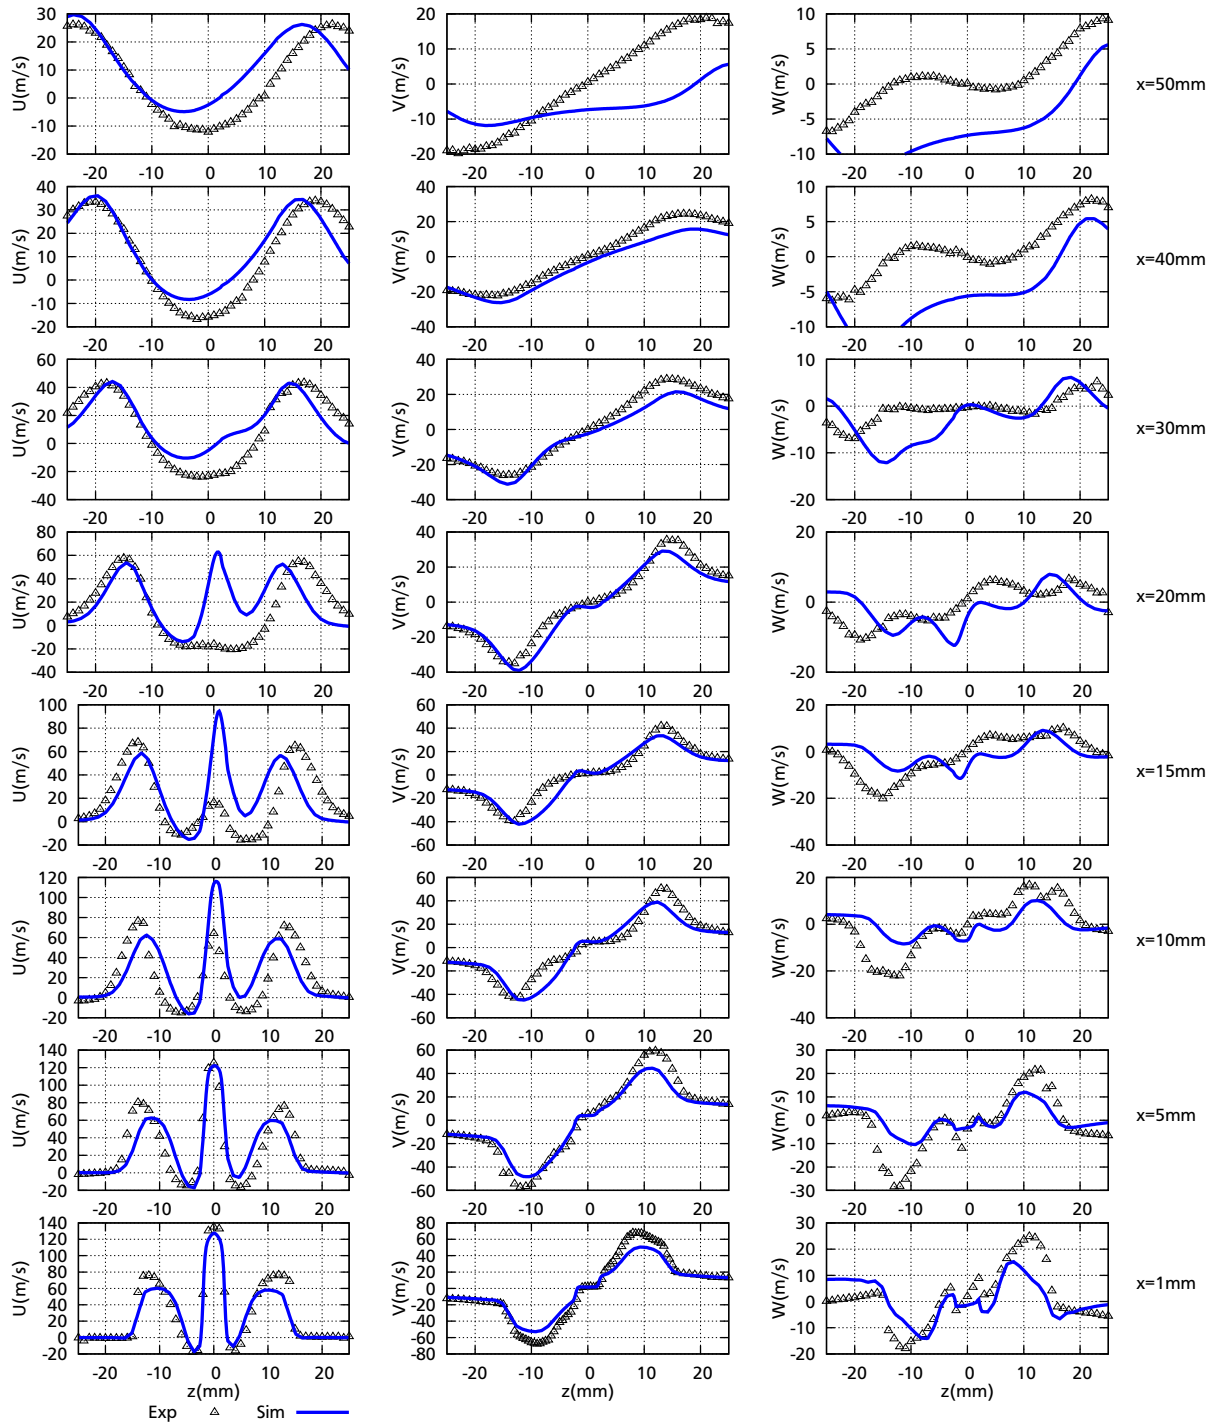 30 20 10 0 -10 -20 U(m/s) -20 -10 0 10 20
20 10 0 -10 20 V(m/s) -20 -10 0 10 20
10 5 0 -5 -10 W(m/s) -20 -10 0 10 20
x=50mm
40 30 20 10 0 -10 -20 U(m/s) -20 -10 0 10 20
40 20 0 -20 -40 V(m/s) -20 -10 0 10 20
10 5 0 -5 -10 W(m/s) -20 -10 0 10 20
x=40mm
60 40 20 0 -20 -40 U(m/s) -20 -10 0 10 20
40 20 0 -20 -40 V(m/s) -20 -10 0 10 20
10 0 -10 -20 W(m/s) -20 -10 0 10 20
x=30mm
80 60 40 20 0 -20 -40 U(m/s) -20 -10 0 10 20
40 20 0 -20 -40 V(m/s) -20 -10 0 10 20
20 0 20 W(m/s) -20 -10 0 10 20
x=20mm
100 80 60 40 20 0 -20 U(m/s) -20 -10 0 10 20
40 20 0 -20 -40 -60 V(m/s) -20 -10 0 10 20
20 0 -20 -40 W(m/s) -20 -10 0 10 20
x=15mm
120 100 80 60 40 20 0 -20 U(m/s) -20 -10 0 10 20
60 40 20 0 -20 -40 -60 V(m/s) -20 -10 0 10 20
20 0 -20 -40 W(m/s) -20 -10 0 10 20
x=10mm
140 120 100 80 60 40 20 0 -20 U(m/s) -20 -10 0 10 20
60 40 20 0 -20 -40 -60 V(m/s) -20 -10 0 10 20
30 20 10 0 -10 -20 -30 W(m/s) -20 -10 0 10 20
x=5mm
140 120 100 80 60 40 20 0 -20 U(m/s) -20 -10 0 10 20
80 60 40 20 0 -20 -40 -60 -80 V(m/s) -20 -10 0 10 20
30 20 10 0 -10 -20 W(m/s) -20 -10 0 10 20
x=1mm
z(mm) z(mm) z(mm)
Exp Sim